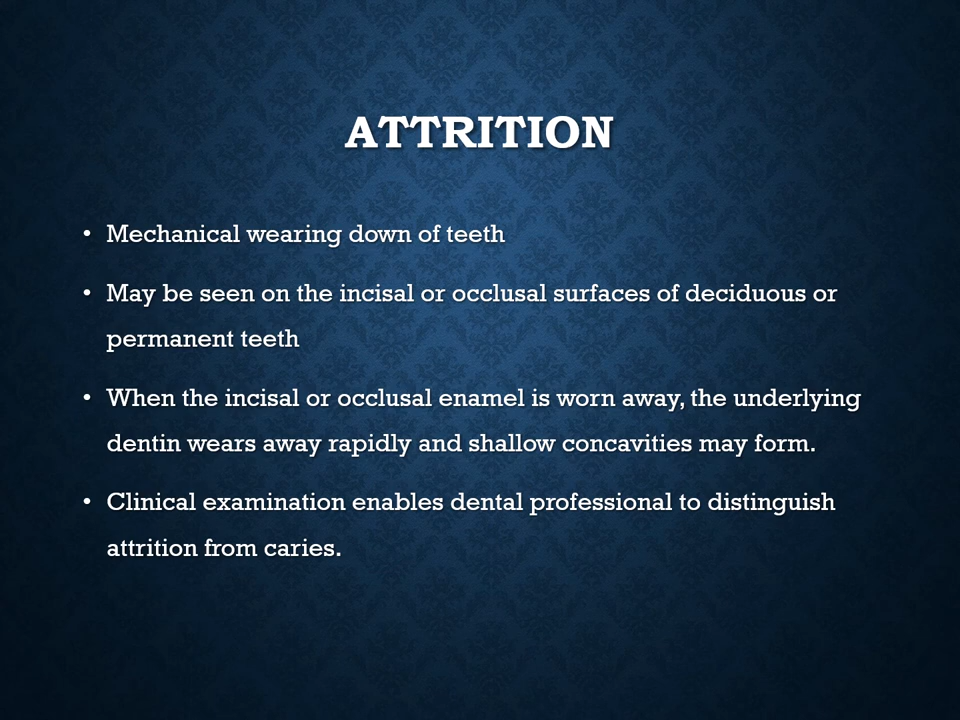 ATTRITION
• Mechanical wearing down of teeth
• May be seen on the incisal or occlusal surfaces of deciduous or
permanent teeth
• When the incisal or occlusal enamel is worn away, the underlying
dentin wears away rapidly and shallow concavities may form.
• Clinical examination enables dental professional to distinguish
attrition from caries.